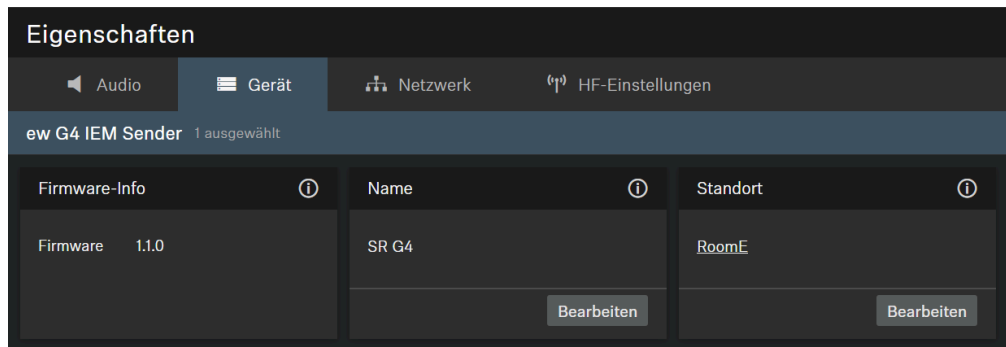 Eigenschaften
Audio Gerät Netzwerk HF-Einstellungen
ew G4 IEM Sender 1 ausgewählt
Firmware-Info Name Standort
Firmware 1.1.0 SR G4 RoomE
Bearbeiten Bearbeiten